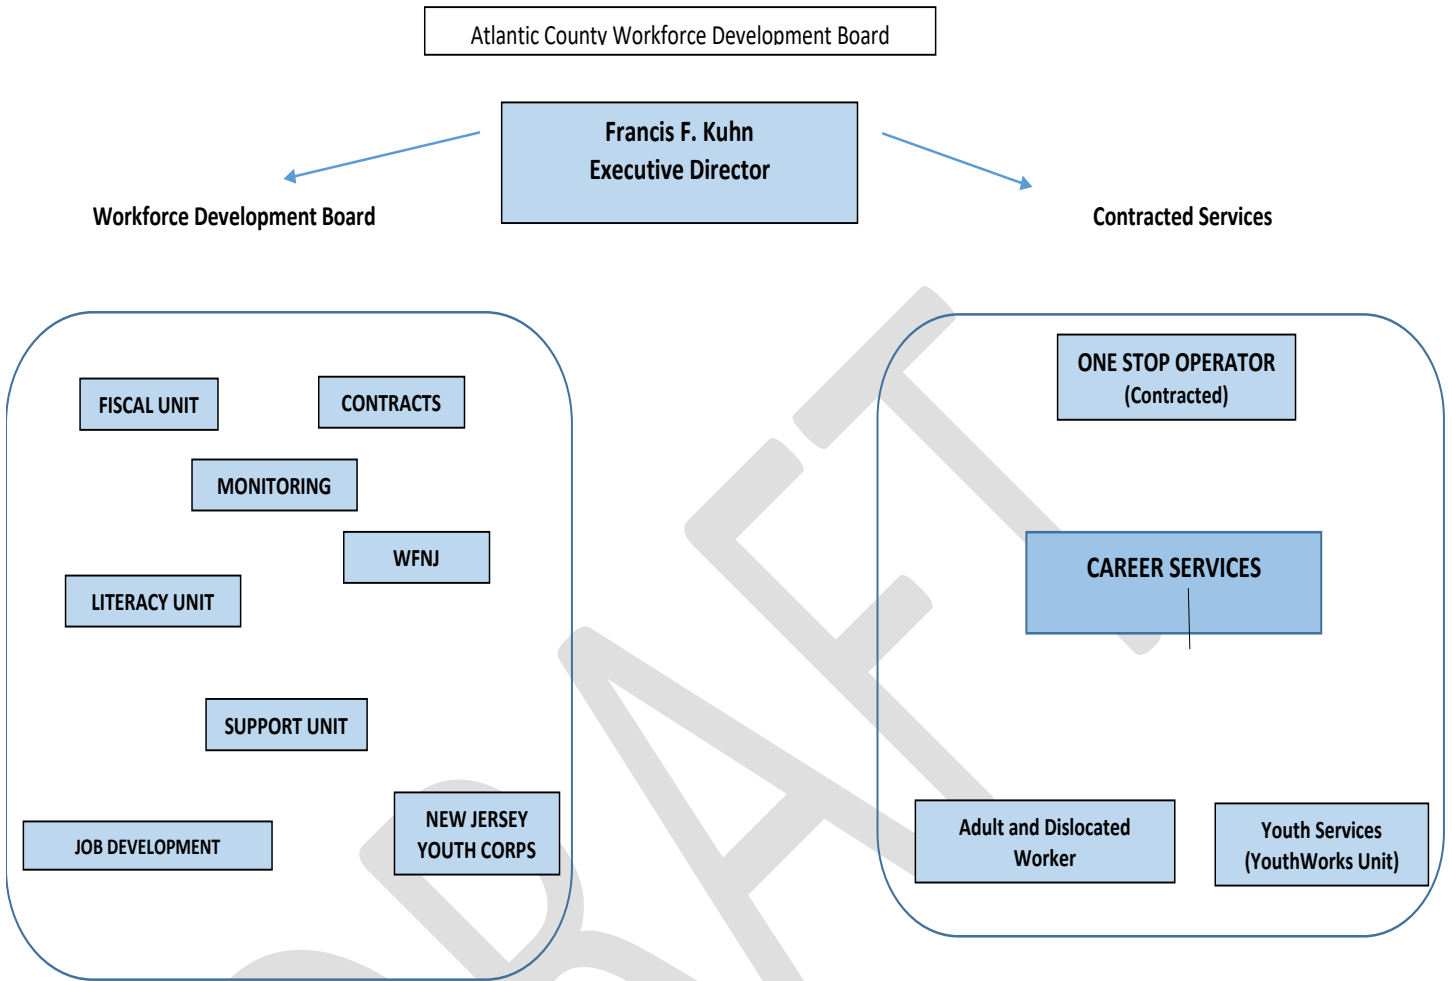 Atlantic County Workforce Development Board
Francis F. Kuhn
Executive Director
Workforce Development Board
Contracted Services
FISCAL UNIT
CONTRACTS
MONITORING
WFNJ
LITERACY UNIT
SUPPORT UNIT
JOB DEVELOPMENT
NEW JERSEY
YOUTH CORPS
ONE STOP OPERATOR
(Contracted)
CAREER SERVICES
Adult and Dislocated
Worker
Youth Services
(YouthWorks Unit)
DRAFT